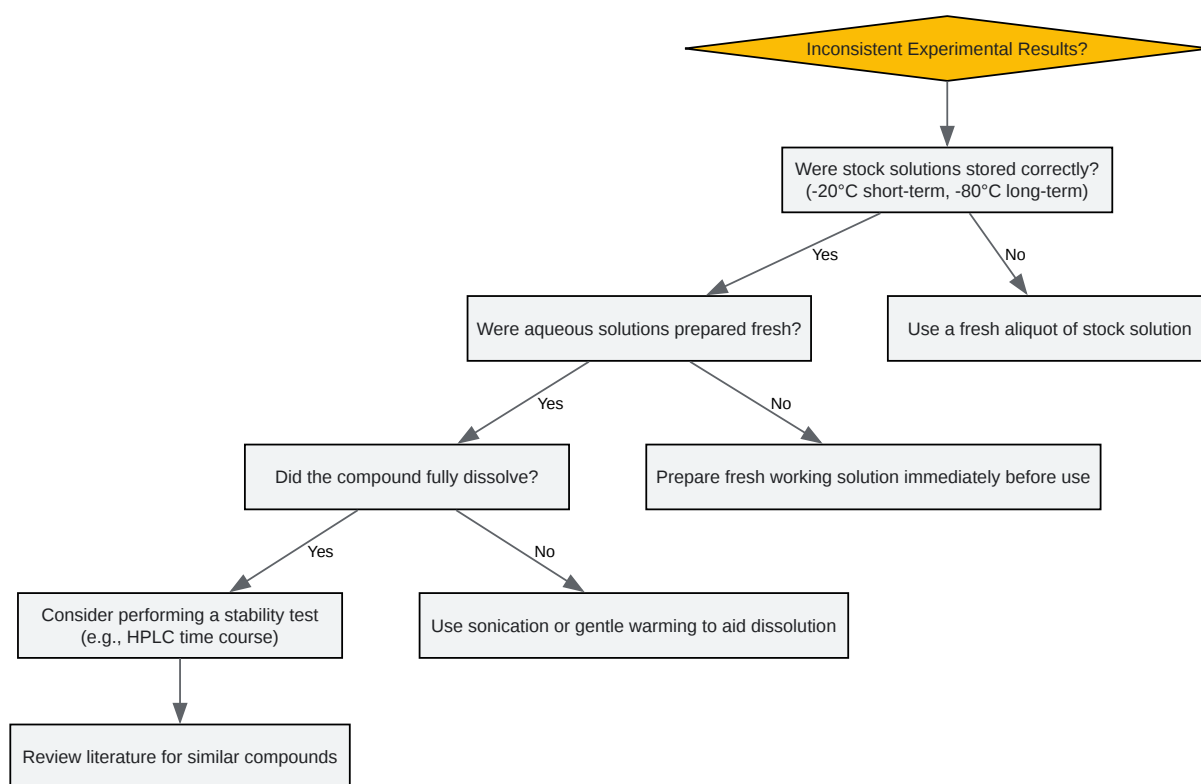 Inconsistent Experimental Results?
Were stock solutions stored correctly?
(-20°C short-term, -80°C long-term)
Yes
No
Were aqueous solutions prepared fresh?
Use a fresh aliquot of stock solution
Yes
No
Did the compound fully dissolve?
Prepare fresh working solution immediately before use
Yes
No
Consider performing a stability test
(e.g., HPLC time course)
Use sonication or gentle warming to aid dissolution
Review literature for similar compounds